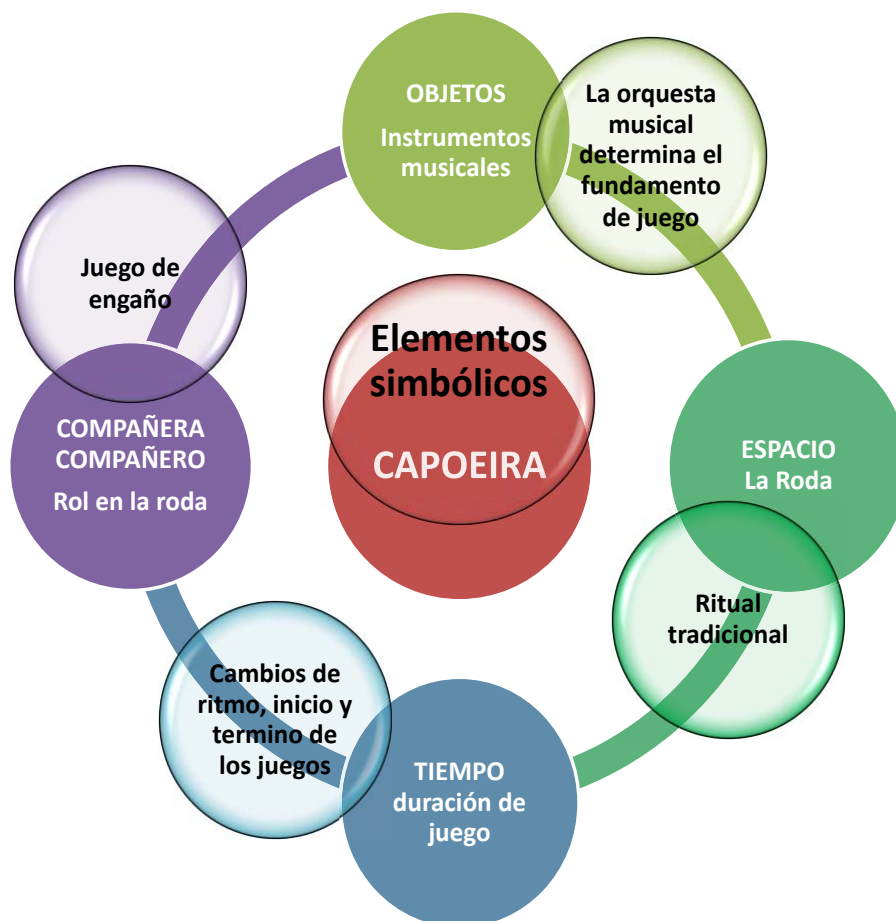 OBJETOS
Instrumentos
musicales
La orquesta
musical
determina el
fundamento
de juego
Juego de
engaño
Elementos
simbólicos
CAPOEIRA
COMPAÑERA
COMPAÑERO
Rol en la roda
ESPACIO
La Roda
Ritual
tradicional
Cambios de
ritmo, inicio y
termino de
los juegos
TIEMPO
duración de
juego